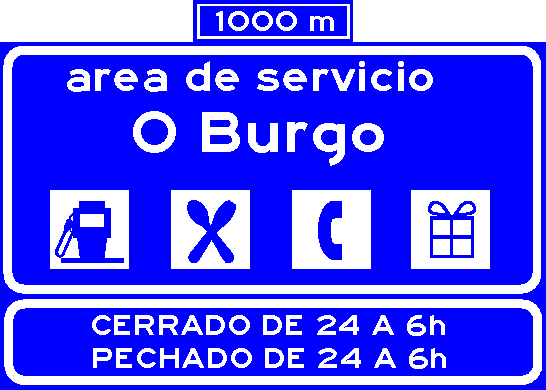 1000 m
area de servicio
O Burgo
CERRADO DE 24 A 6h
PECHADO DE 24 A 6h